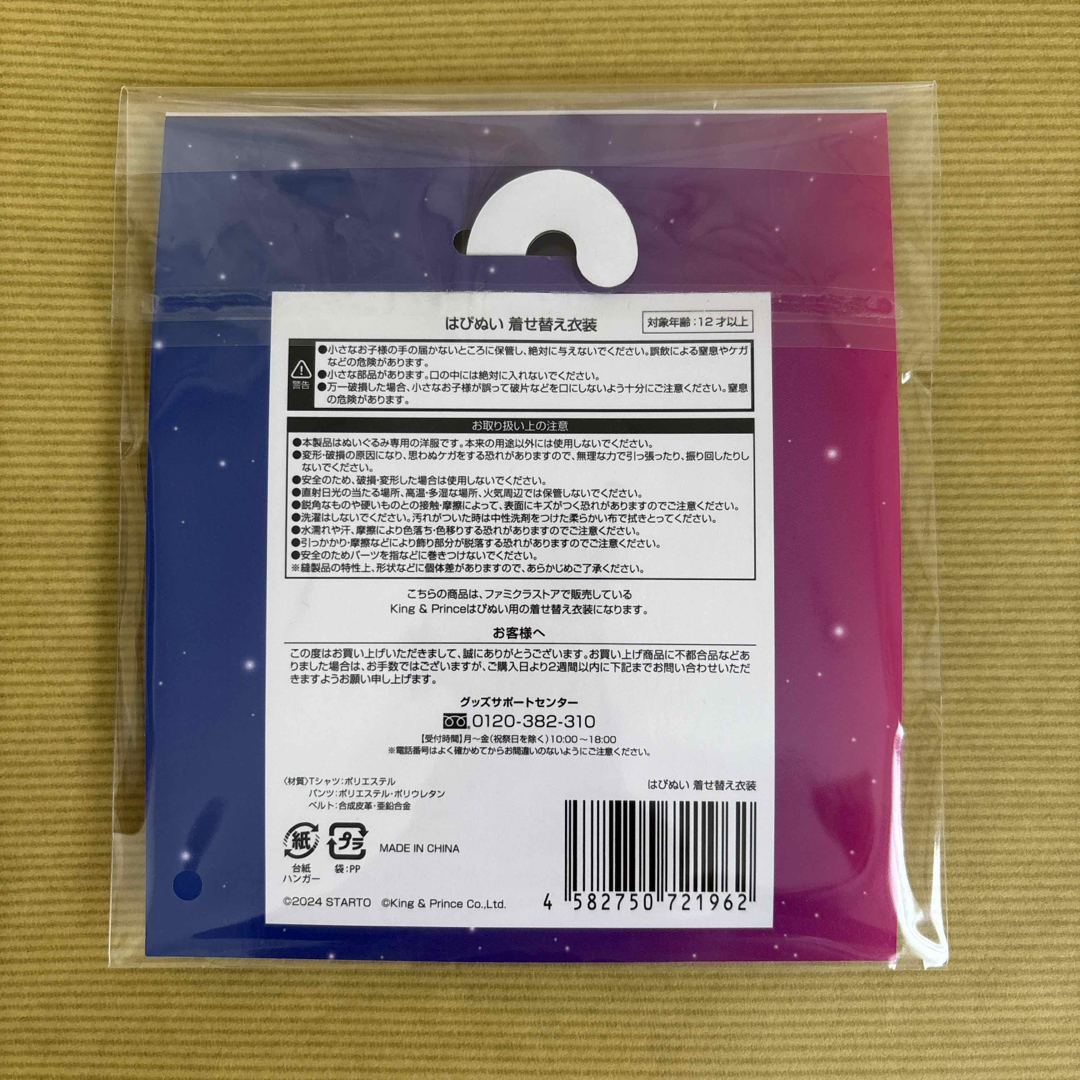 はぴぬい 着せ替え衣装
対象年齢：12才以上
警告
●小さなお子様の手の届かないところに保管し、絶対に与えないでください。誤飲による窒息やケガ
などの危険があります。
●小さな部品があります。口の中には絶対に入れないでください。
●万一破損した場合、小さなお子様が誤って破片などを口にしないよう十分にご注意ください。窒息
の危険があります。
お取り扱い上の注意
●本製品はぬいぐるみ専用の洋服です。本来の用途以外には使用しないでください。
●変形・破損の原因になり、思わぬケガをする恐れがありますので、無理な力で引っ張ったり、振り回したりし
ないでください。
●安全のため、破損・変形した場合は使用しないでください。
●直射日光の当たる場所、高温・多湿な場所、火気周辺では保管しないでください。
●鋭角なものや硬いものとの接触・摩擦によって、表面にキズがつく恐れがありますのでご注意ください。
●洗濯はしないでください。汚れがついた時は中性洗剤をつけた柔らかい布で拭きとってください。
●水濡れや汗、摩擦により色落ち・色移りする恐れがありますのでご注意ください。
●引っかかり・摩擦などにより飾り部分が脱落する恐れがありますのでご注意ください。
●安全のためパーツを指などに巻きつけないでください。
※縫製品の特性上、形状などに個体差がありますので、あらかじめご了承ください。
こちらの商品は、ファミクラストアで販売している
King & Princeはぴぬい用の着せ替え衣装になります。
お客様へ
この度はお買い上げいただきまして、誠にありがとうございます。お買い上げ商品に不都合品などあ
りました場合は、お手数ではございますが、ご購入日より2週間以内に下記までお問い合わせいただ
きますようお願い申し上げます。
グッズサポートセンター
0120-382-310
【受付時間】月～金(祝祭日を除く)10:00～18:00
※電話番号はよく確かめてからお間違いのないようにご注意ください。
〈材質〉Tシャツ：ポリエステル
パンツ：ポリエステル・ポリウレタン
ベルト：合成皮革・亜鉛合金
はぴぬい 着せ替え衣装
紙
プラ
MADE IN CHINA
台紙
ハンガー
袋：PP
4 582750 721962
©2024 STARTO ©King & Prince Co.,Ltd.